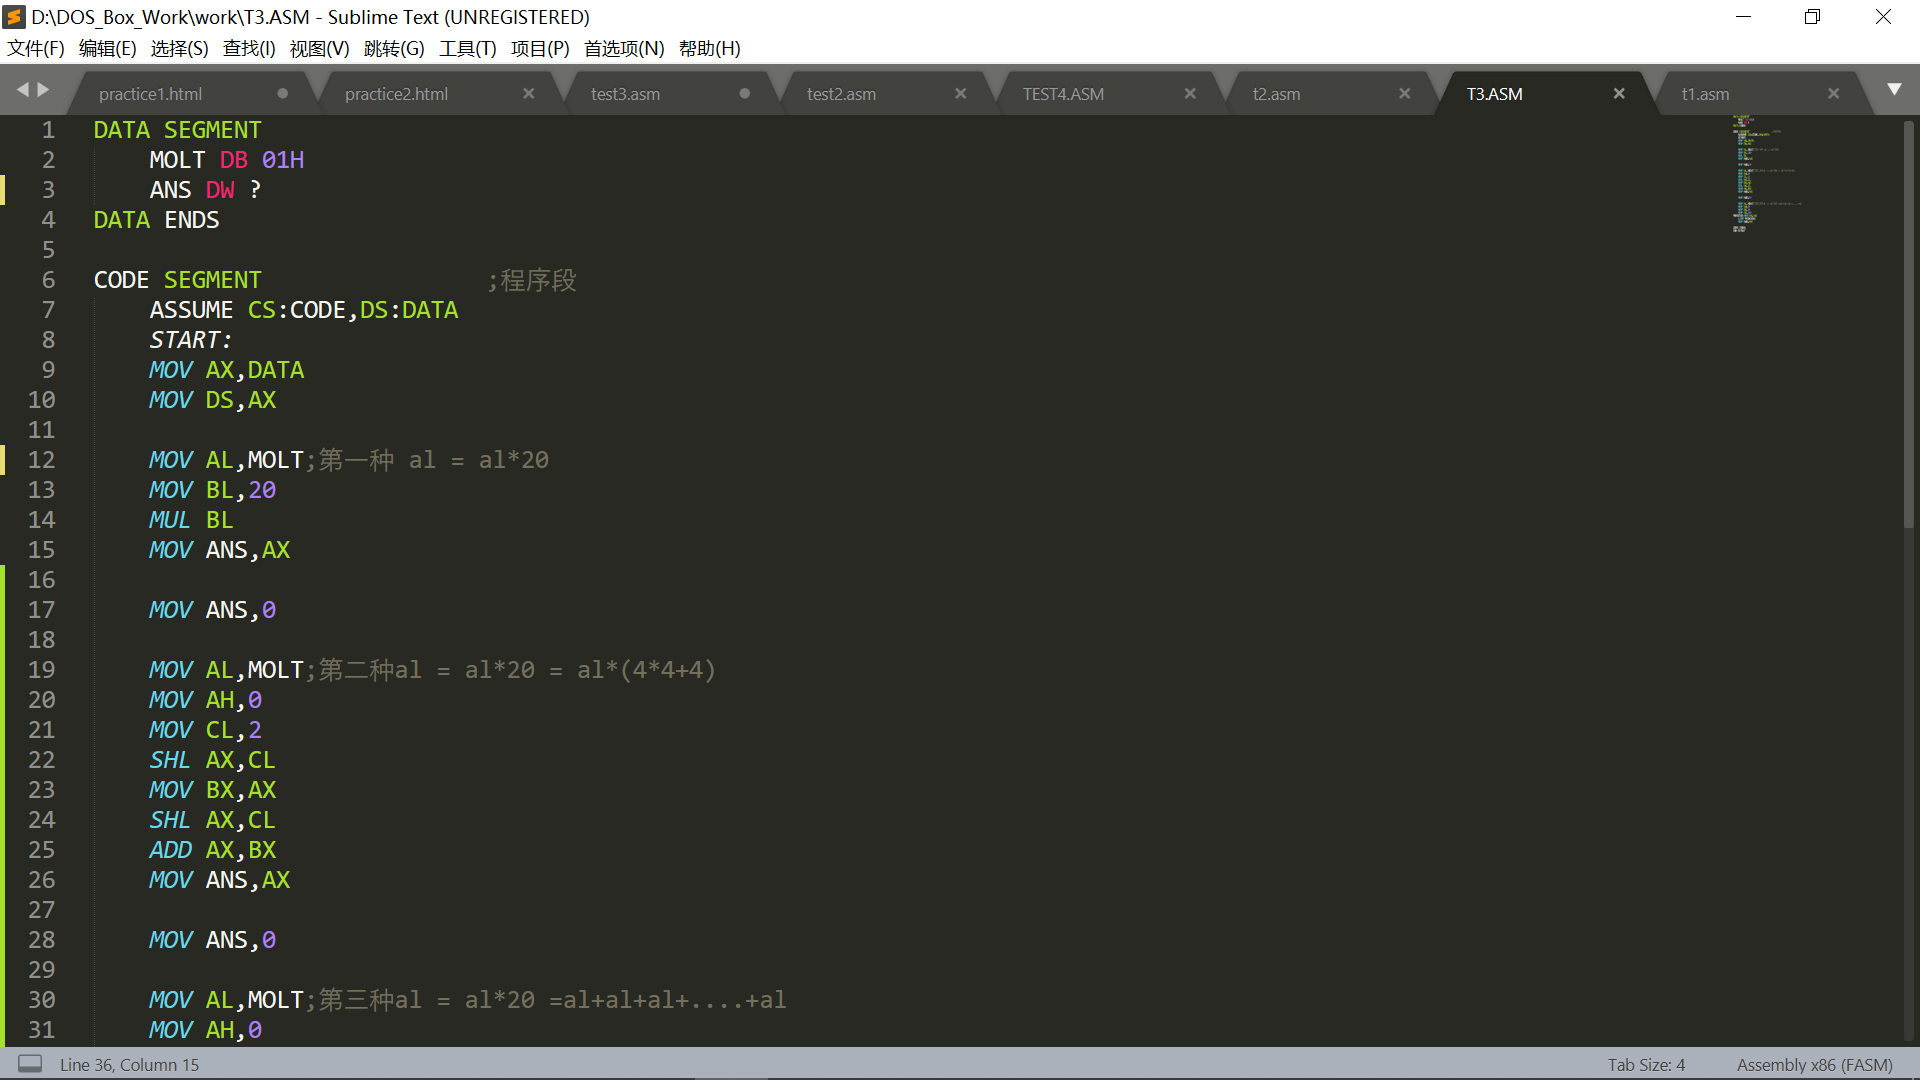 D:\DOS_Box_Work\work\T3.ASM - Sublime Text (UNREGISTERED)
文件(F) 编辑(E) 选择(S) 查找(I) 视图(V) 跳转(G) 工具(T) 项目(P) 首选项(N) 帮助(H)
practice1.html practice2.html test3.asm test2.asm TEST4.ASM t2.asm T3.ASM t1.asm
1 DATA SEGMENT
2 MOLT DB 01H
3 ANS DW ?
4 DATA ENDS
5
6 CODE SEGMENT ;程序段
7 ASSUME CS:CODE,DS:DATA
8 START:
9 MOV AX,DATA
10 MOV DS,AX
11
12 MOV AL,MOLT;第一种 al = al*20
13 MOV BL,20
14 MUL BL
15 MOV ANS,AX
16
17 MOV ANS,0
18
19 MOV AL,MOLT;第二种al = al*20 = al*(4*4+4)
20 MOV AH,0
21 MOV CL,2
22 SHL AX,CL
23 MOV BX,AX
24 SHL AX,CL
25 ADD AX,BX
26 MOV ANS,AX
27
28 MOV ANS,0
29
30 MOV AL,MOLT;第三种al = al*20 =al+al+al+....+al
31 MOV AH,0
Line 36, Column 15 Tab Size: 4 Assembly x86 (FASM)